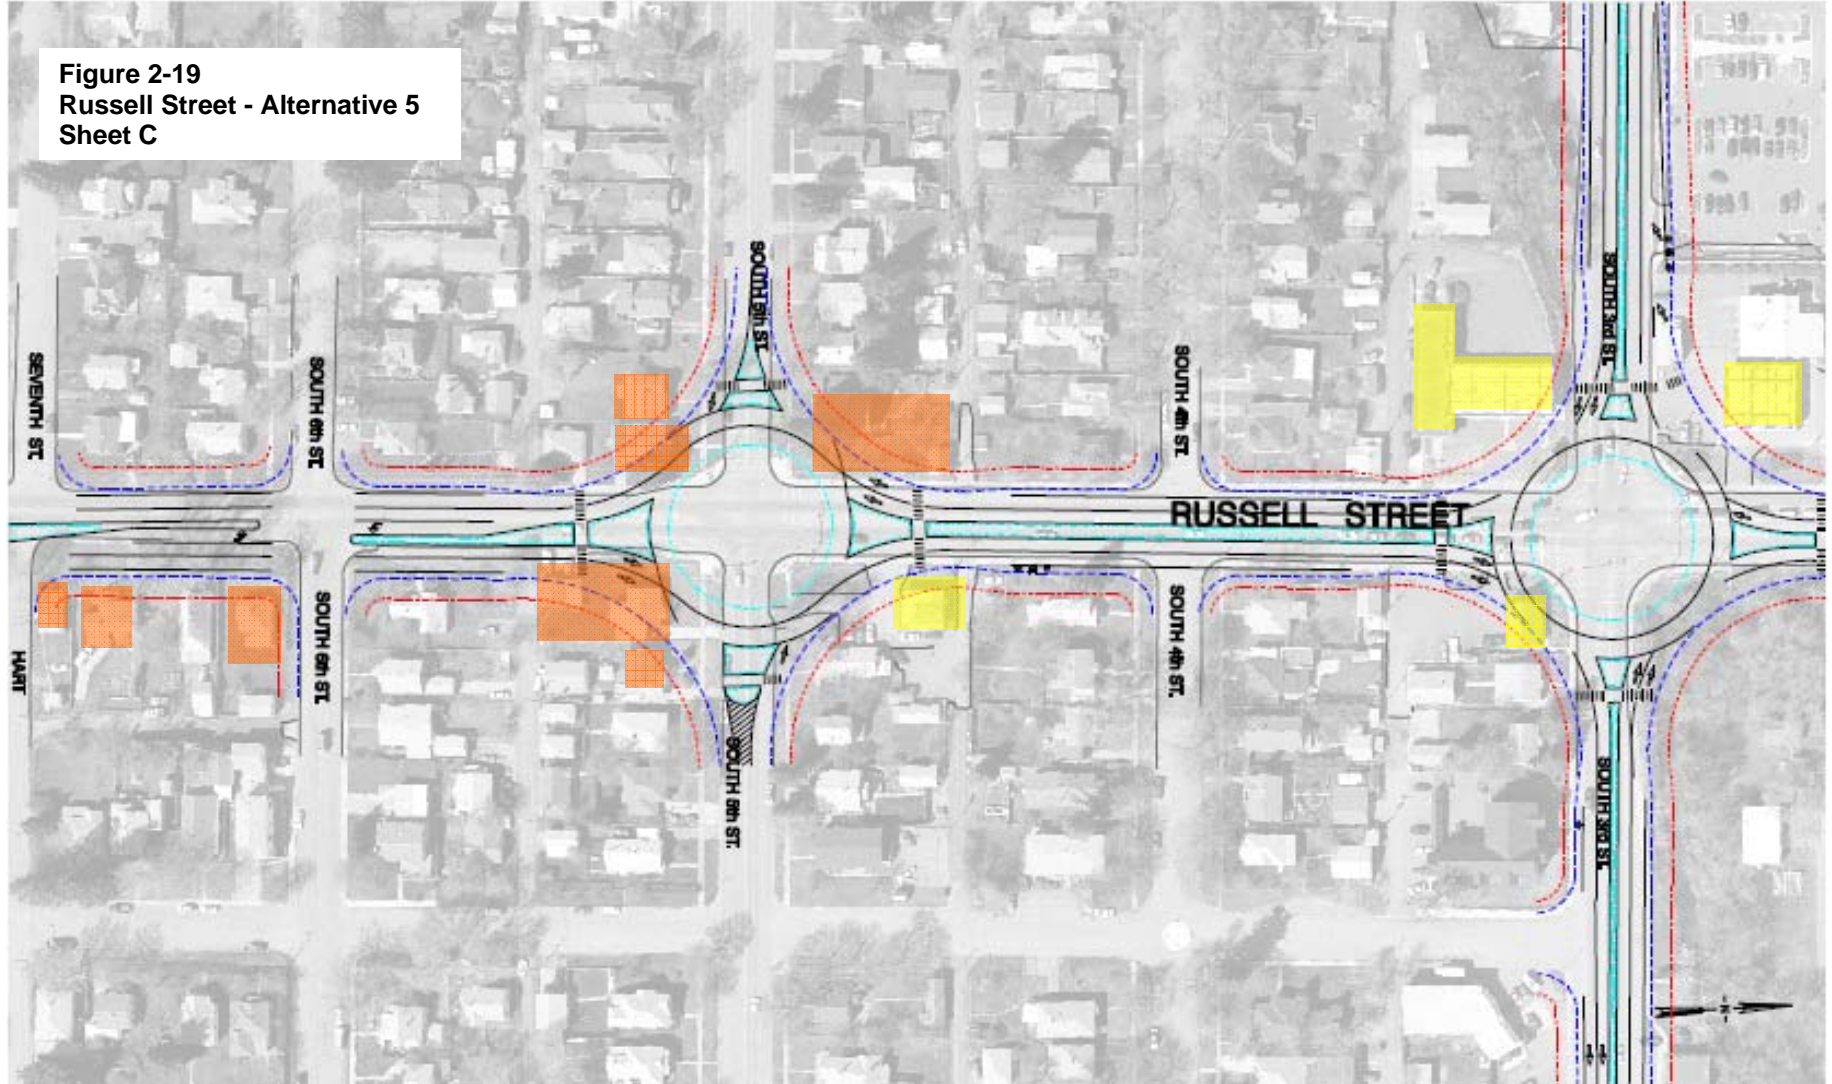 Figure 2-19
Russell Street - Alternative 5
Sheet C
SOUTH 5th ST.
SOUTH 3rd ST.
SEVENTH ST.
SOUTH 6th ST.
SOUTH 4th ST.
RUSSELL STREET
SOUTH 6th ST.
SOUTH 4th ST.
HART
SOUTH 5th ST.
SOUTH 3rd ST.